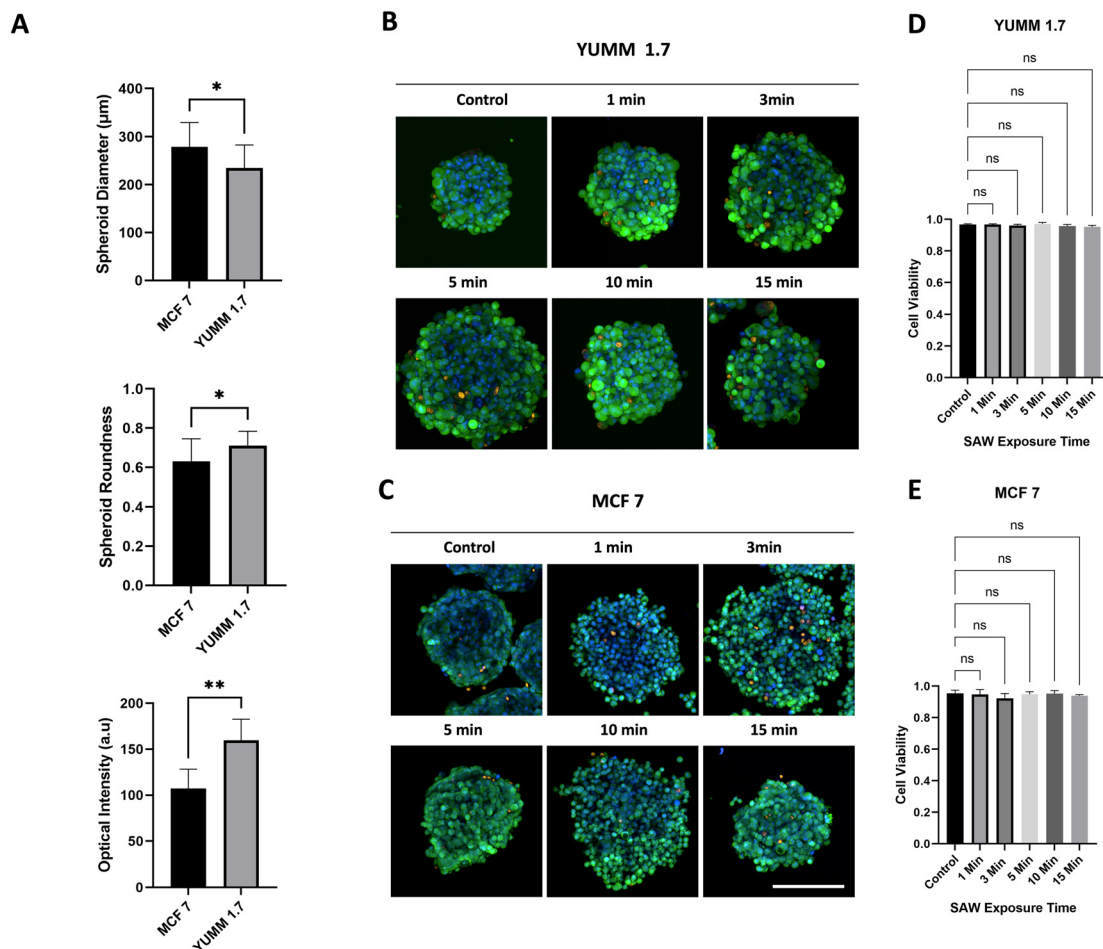 A
400
300
200
100
0
Spheroid Diameter (µm)
*
MCF 7
YUMM 1.7
1.0
0.8
0.6
0.4
0.2
0.0
Spheroid Roundness
*
MCF 7
YUMM 1.7
200
150
100
50
0
Optical Intensity (a.u)
**
MCF 7
YUMM 1.7
B
YUMM 1.7
Control 1 min 3min
5 min 10 min 15 min
C
MCF 7
Control 1 min 3min
5 min 10 min 15 min
D
YUMM 1.7
ns
ns
ns
ns
ns
1.0
0.8
0.6
0.4
0.2
0.0
Cell Viability
Control
1 Min
3 Min
5 Min
10 Min
15 Min
SAW Exposure Time
E
MCF 7
ns
ns
ns
ns
ns
1.0
0.8
0.6
0.4
0.2
0.0
Cell Viability
Control
1 Min
3 Min
5 Min
10 Min
15 Min
SAW Exposure Time